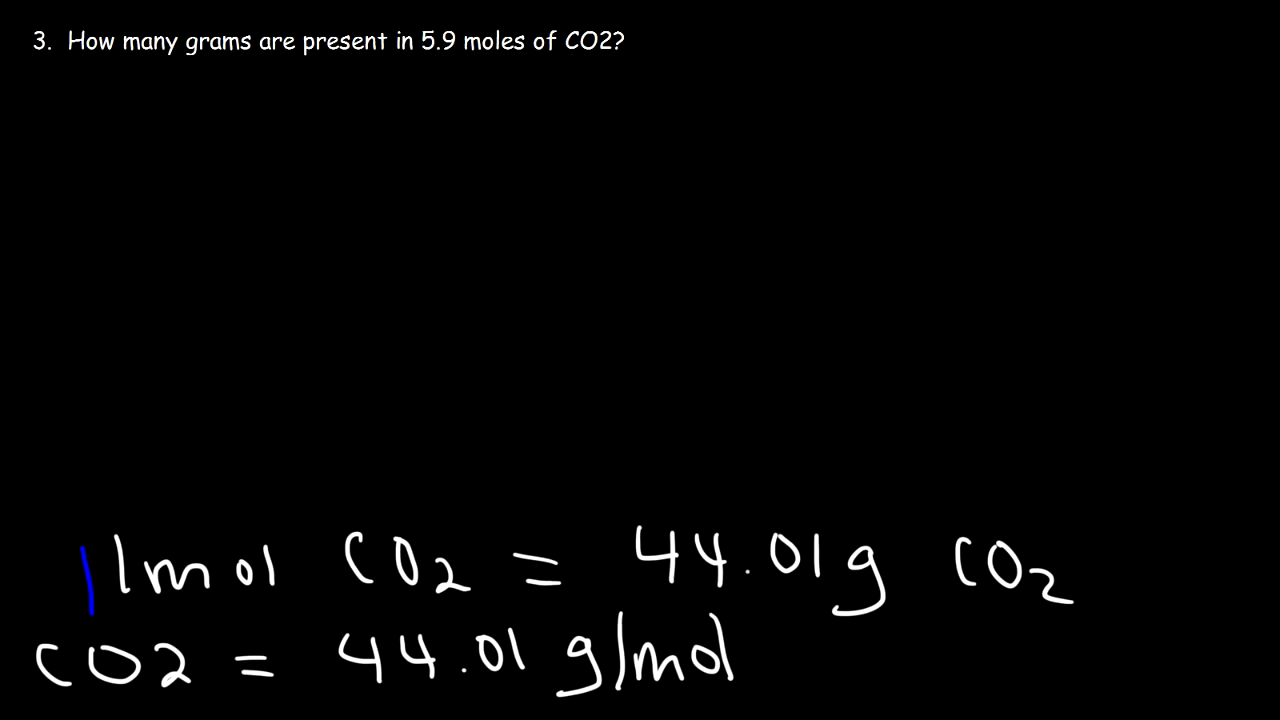 3. How many grams are present in 5.9 moles of CO2?
1mol CO₂ = 44.01g CO₂
CO2 = 44.01 g/mol